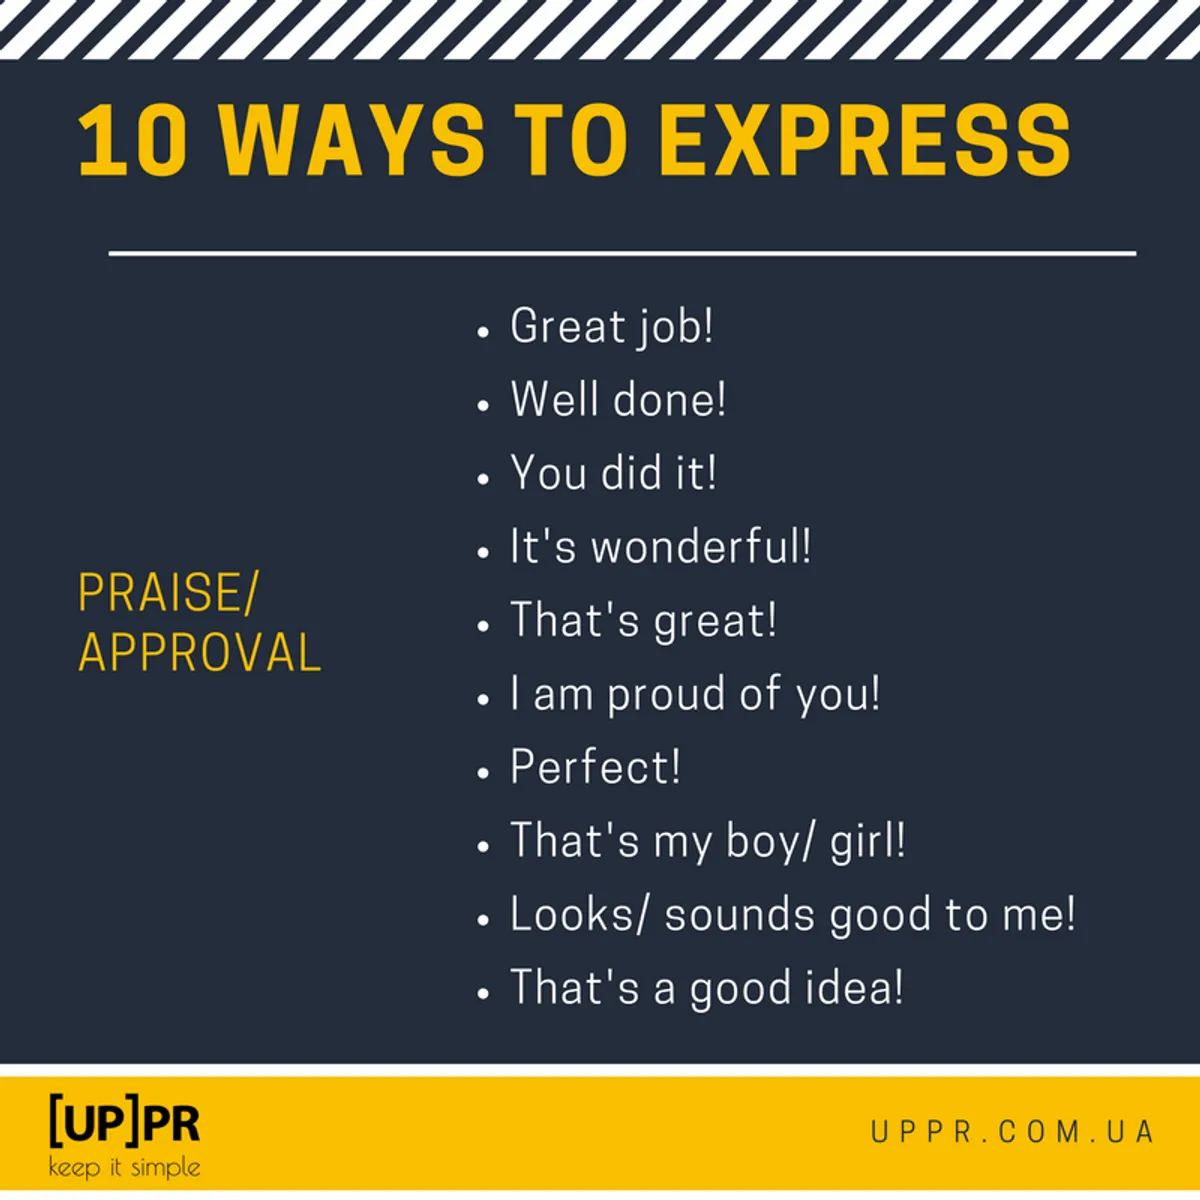 10 WAYS TO EXPRESS
PRAISE/
APPROVAL
• Great job!
• Well done!
• You did it!
• It's wonderful!
• That's great!
• I am proud of you!
• Perfect!
• That's my boy/ girl!
• Looks/ sounds good to me!
• That's a good idea!
[UP]PR
keep it simple
UPPR.COM.UA